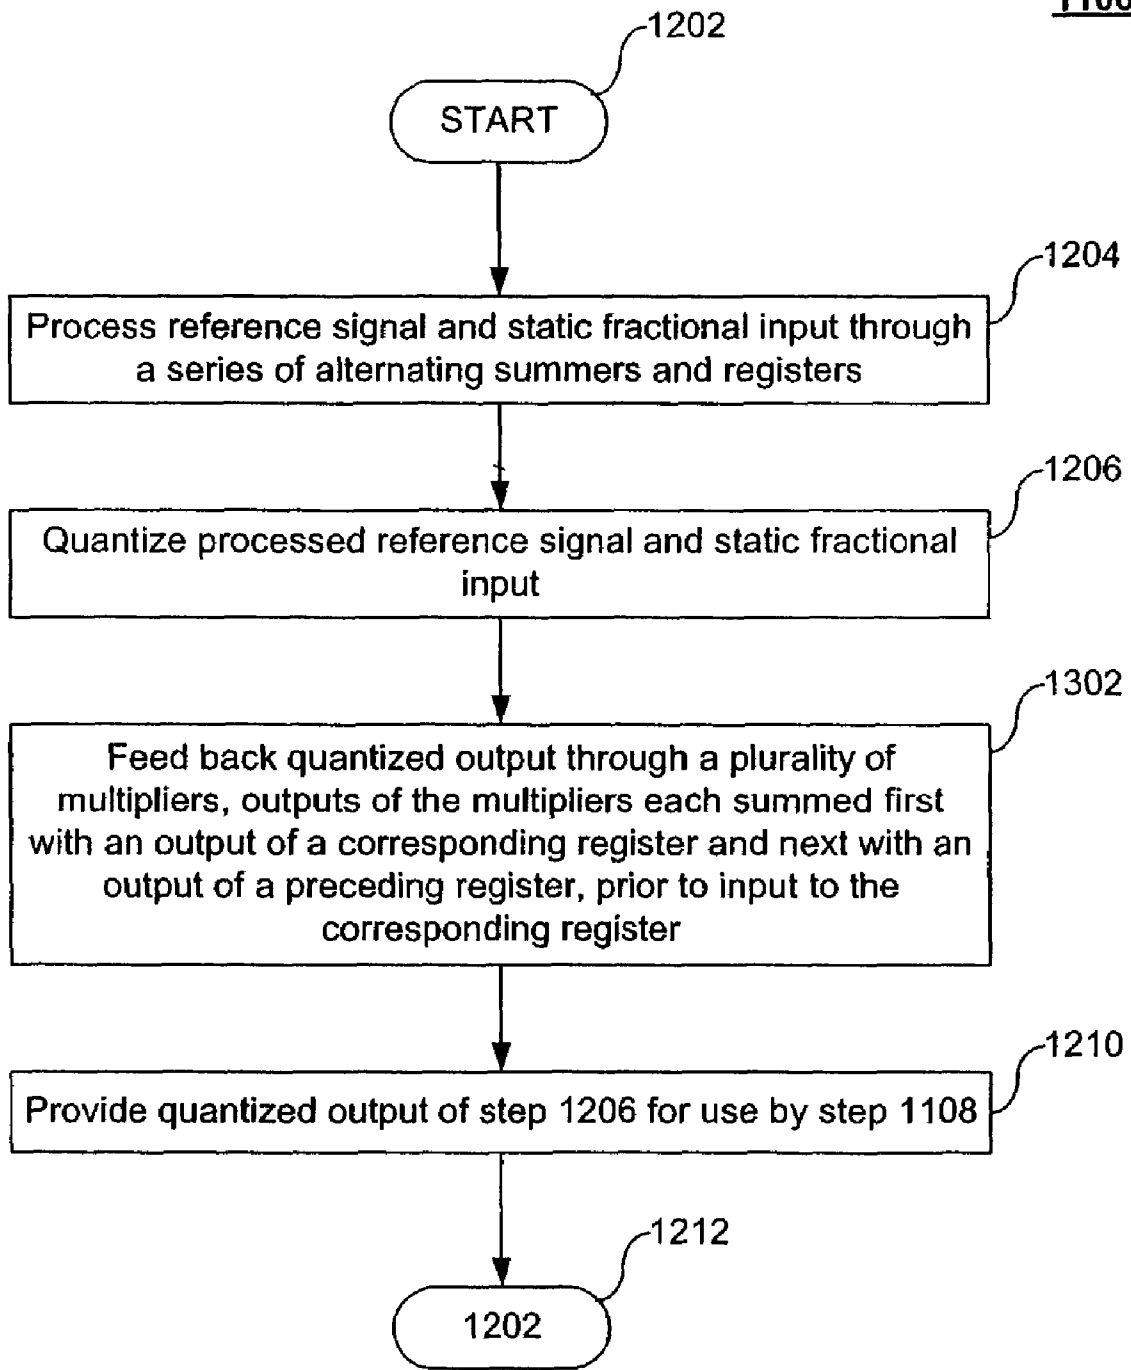 1202
START
1204
Process reference signal and static fractional input through
a series of alternating summers and registers
1206
Quantize processed reference signal and static fractional
input
1302
Feed back quantized output through a plurality of
multipliers, outputs of the multipliers each summed first
with an output of a corresponding register and next with an
output of a preceding register, prior to input to the
corresponding register
1210
Provide quantized output of step 1206 for use by step 1108
1212
1202